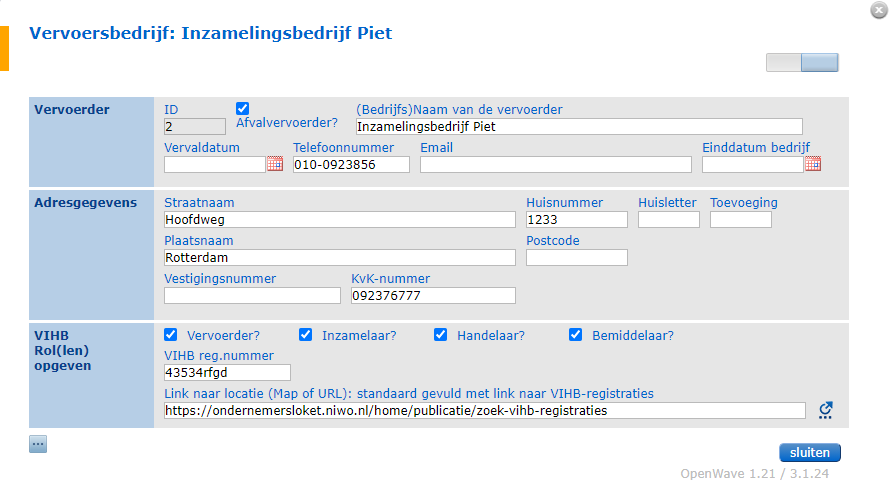 Vervoersbedrijf: Inzamelingsbedrijf Piet
Vervoerder
ID
Afvalvervoerder?
(Bedrijfs)Naam van de vervoerder
2
Inzamelingsbedrijf Piet
Vervaldatum
Telefoonnummer
Email
Einddatum bedrijf
010-0923856
Adresgegevens
Straatnaam
Huisnummer
Huisletter
Toevoeging
Hoofdweg
1233
Plaatsnaam
Postcode
Rotterdam
Vestigingsnummer
KvK-nummer
092376777
VIHB
Rol(len)
opgeven
Vervoerder?
Inzamelaar?
Handelaar?
Bemiddelaar?
VIHB reg.nummer
43534rfgd
Link naar locatie (Map of URL): standaard gevuld met link naar VIHB-registraties
https://ondernemersloket.niwo.nl/home/publicatie/zoek-vihb-registraties
...
sluiten
OpenWave 1.21 / 3.1.24